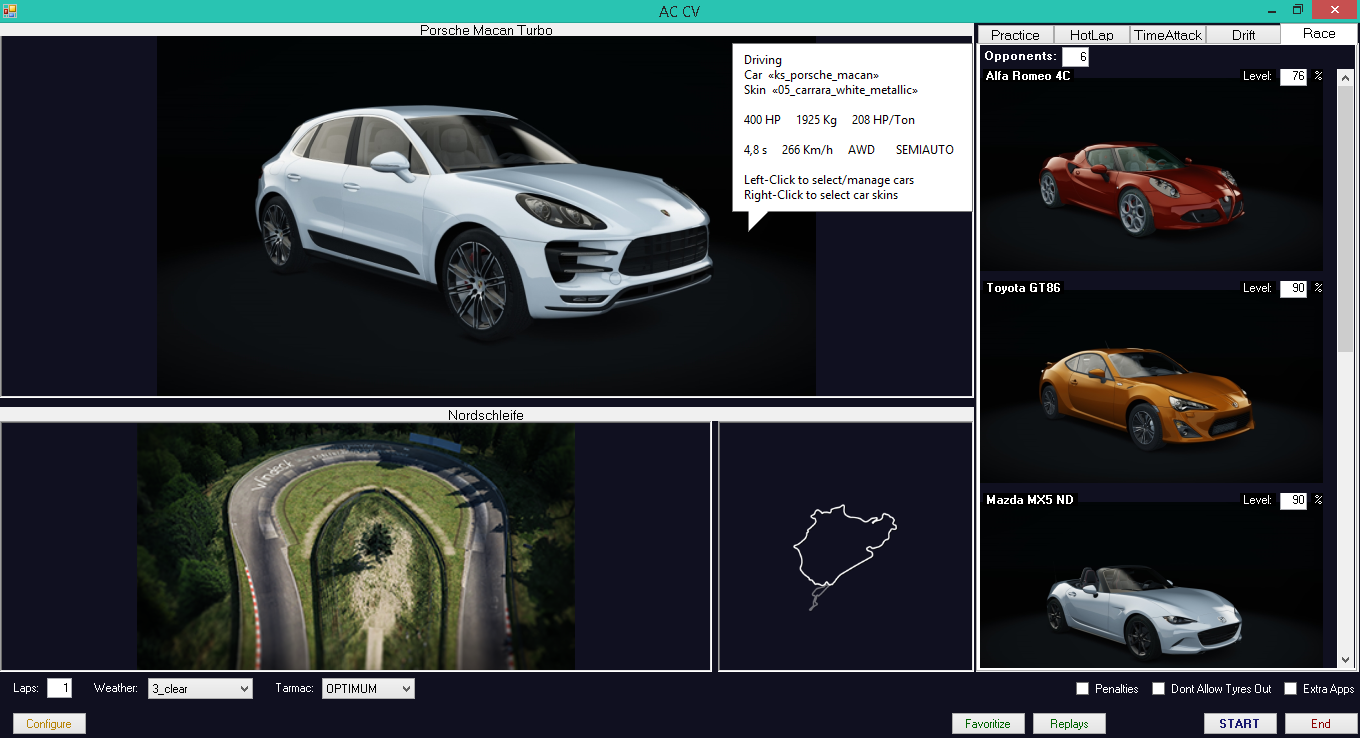 AC CV
Porsche Macan Turbo
Driving
Car «ks_porsche_macan»
Skin «05_carrara_white_metallic»
400 HP 1925 Kg 208 HP/Ton
4,8 s 266 Km/h AWD SEMIAUTO
Left-Click to select/manage cars
Right-Click to select car skins
Practice HotLap TimeAttack Drift Race
Opponents: 6
Alfa Romeo 4C Level: 76 %
Toyota GT86 Level: 90 %
Mazda MX5 ND Level: 90 %
Nordschleife
Laps: 1 Weather: 3_clear Tarmac: OPTIMUM
Penalties Dont Allow Tyres Out Extra Apps
Configure Favoritize Replays START End